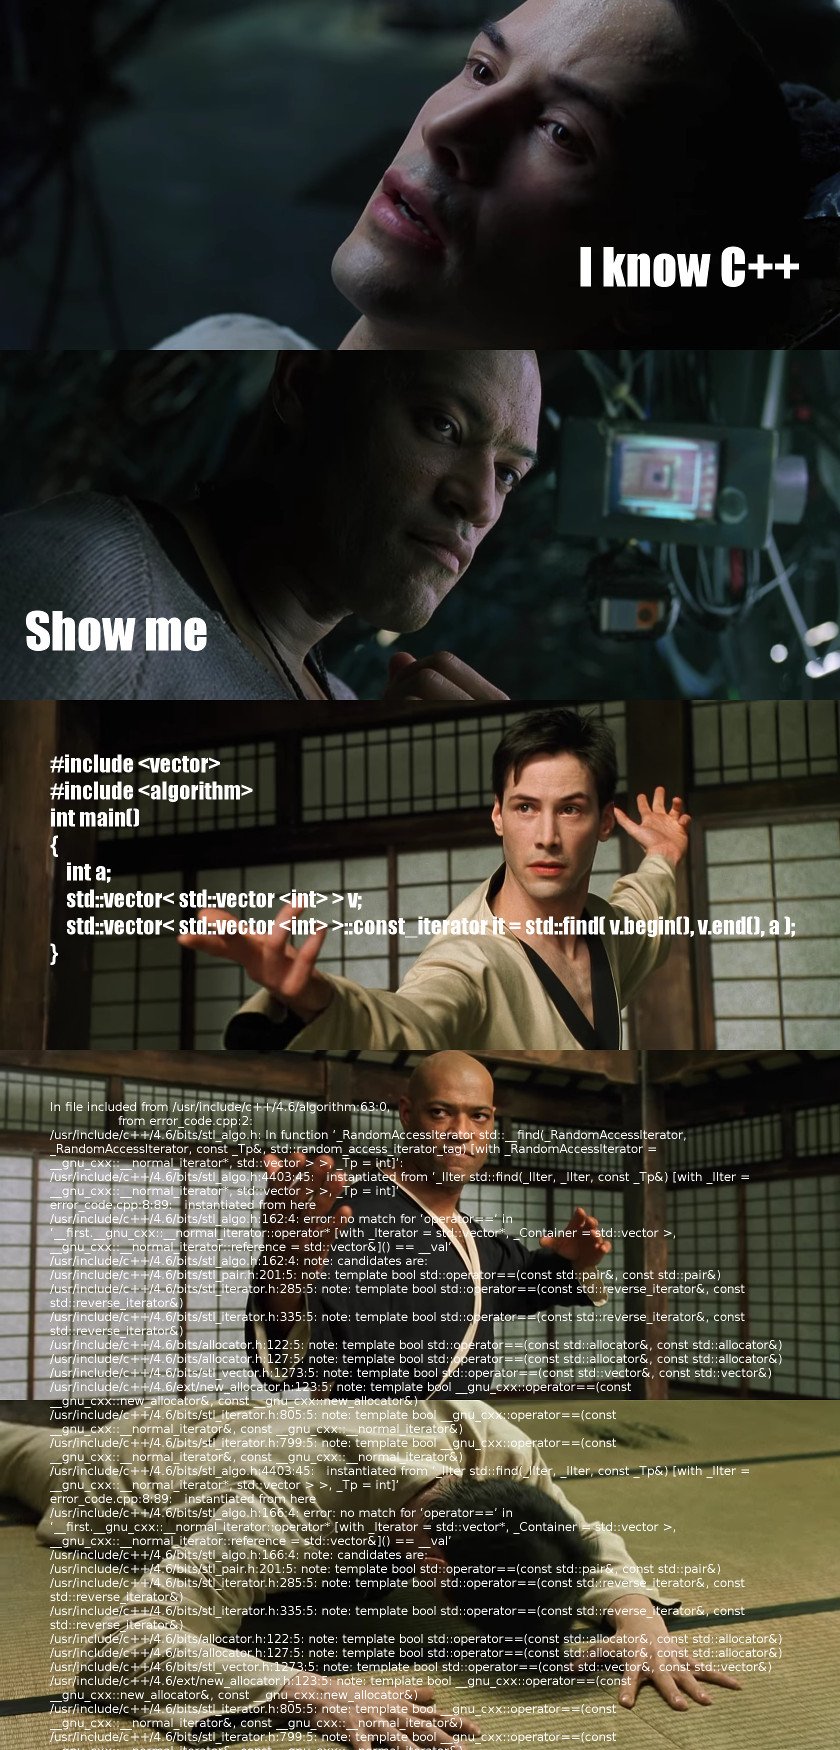 I know C++
Show me
#include <vector>
#include <algorithm>
int main()
{
int a;
std::vector< std::vector <int> > v;
std::vector< std::vector <int> >::const_iterator it = std::find( v.begin(), v.end(), a );
}
In file included from /usr/include/c++/4.6/algorithm:63:0,
from error_code.cpp:2:
/usr/include/c++/4.6/bits/stl_algo.h: In function ‘_RandomAccessIterator std::__find(_RandomAccessIterator,
_RandomAccessIterator, const _Tp&, std::random_access_iterator_tag) [with _RandomAccessIterator =
__gnu_cxx::__normal_iterator*, std::vector > >, _Tp = int]’:
/usr/include/c++/4.6/bits/stl_algo.h:4403:45:   instantiated from ‘_IIter std::find(_IIter, _IIter, const _Tp&) [with _IIter =
__gnu_cxx::__normal_iterator*, std::vector > >, _Tp = int]’
error_code.cpp:8:89:   instantiated from here
/usr/include/c++/4.6/bits/stl_algo.h:162:4: error: no match for ‘operator==’ in
‘__first.__gnu_cxx::__normal_iterator::operator* [with _Iterator = std::vector*, _Container = std::vector >,
__gnu_cxx::__normal_iterator::reference = std::vector&]() == __val’
/usr/include/c++/4.6/bits/stl_algo.h:162:4: note: candidates are:
/usr/include/c++/4.6/bits/stl_pair.h:201:5: note: template bool std::operator==(const std::pair&, const std::pair&)
/usr/include/c++/4.6/bits/stl_iterator.h:285:5: note: template bool std::operator==(const std::reverse_iterator&, const
std::reverse_iterator&)
/usr/include/c++/4.6/bits/stl_iterator.h:335:5: note: template bool std::operator==(const std::reverse_iterator&, const
std::reverse_iterator&)
/usr/include/c++/4.6/bits/allocator.h:122:5: note: template bool std::operator==(const std::allocator&, const std::allocator&)
/usr/include/c++/4.6/bits/allocator.h:127:5: note: template bool std::operator==(const std::allocator&, const std::allocator&)
/usr/include/c++/4.6/bits/stl_vector.h:1273:5: note: template bool std::operator==(const std::vector&, const std::vector&)
/usr/include/c++/4.6/ext/new_allocator.h:123:5: note: template bool __gnu_cxx::operator==(const
__gnu_cxx::new_allocator&, const __gnu_cxx::new_allocator&)
/usr/include/c++/4.6/bits/stl_iterator.h:805:5: note: template bool __gnu_cxx::operator==(const
__gnu_cxx::__normal_iterator&, const __gnu_cxx::__normal_iterator&)
/usr/include/c++/4.6/bits/stl_iterator.h:799:5: note: template bool __gnu_cxx::operator==(const
__gnu_cxx::__normal_iterator&, const __gnu_cxx::__normal_iterator&)
/usr/include/c++/4.6/bits/stl_algo.h:4403:45:   instantiated from ‘_IIter std::find(_IIter, _IIter, const _Tp&) [with _IIter =
__gnu_cxx::__normal_iterator*, std::vector > >, _Tp = int]’
error_code.cpp:8:89:   instantiated from here
/usr/include/c++/4.6/bits/stl_algo.h:166:4: error: no match for ‘operator==’ in
‘__first.__gnu_cxx::__normal_iterator::operator* [with _Iterator = std::vector*, _Container = std::vector >,
__gnu_cxx::__normal_iterator::reference = std::vector&]() == __val’
/usr/include/c++/4.6/bits/stl_algo.h:166:4: note: candidates are:
/usr/include/c++/4.6/bits/stl_pair.h:201:5: note: template bool std::operator==(const std::pair&, const std::pair&)
/usr/include/c++/4.6/bits/stl_iterator.h:285:5: note: template bool std::operator==(const std::reverse_iterator&, const
std::reverse_iterator&)
/usr/include/c++/4.6/bits/stl_iterator.h:335:5: note: template bool std::operator==(const std::reverse_iterator&, const
std::reverse_iterator&)
/usr/include/c++/4.6/bits/allocator.h:122:5: note: template bool std::operator==(const std::allocator&, const std::allocator&)
/usr/include/c++/4.6/bits/allocator.h:127:5: note: template bool std::operator==(const std::allocator&, const std::allocator&)
/usr/include/c++/4.6/bits/stl_vector.h:1273:5: note: template bool std::operator==(const std::vector&, const std::vector&)
/usr/include/c++/4.6/ext/new_allocator.h:123:5: note: template bool __gnu_cxx::operator==(const
__gnu_cxx::new_allocator&, const __gnu_cxx::new_allocator&)
/usr/include/c++/4.6/bits/stl_iterator.h:805:5: note: template bool __gnu_cxx::operator==(const
__gnu_cxx::__normal_iterator&, const __gnu_cxx::__normal_iterator&)
/usr/include/c++/4.6/bits/stl_iterator.h:799:5: note: template bool __gnu_cxx::operator==(const